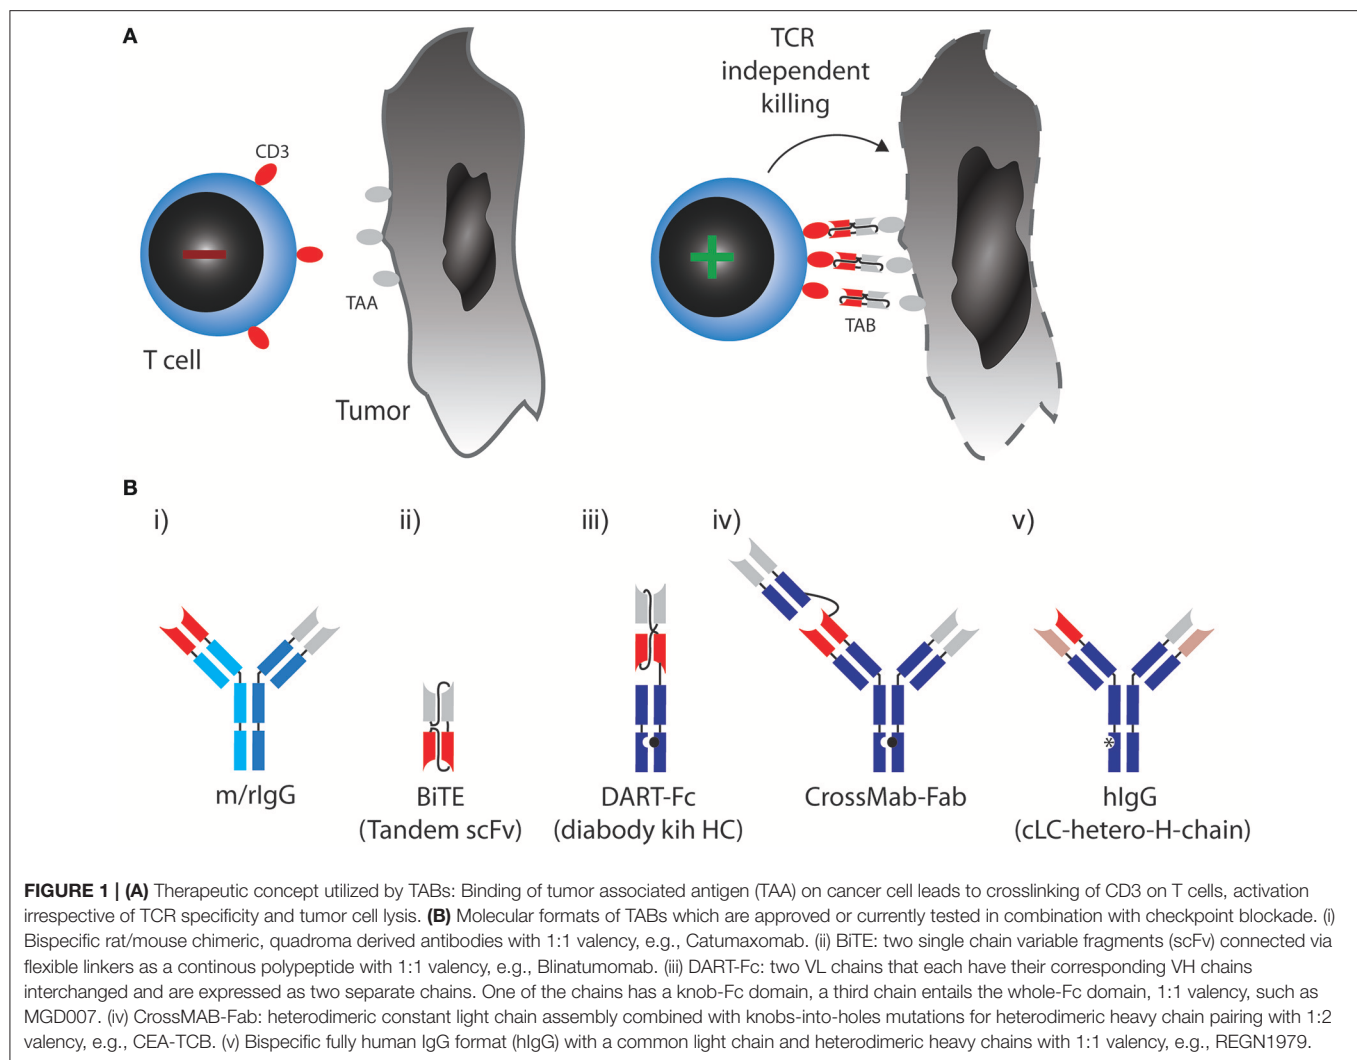 A
TCR
independent
killing
CD3
TAA
T cell
Tumor
TAB
B
i)
ii)
iii)
iv)
v)
*
m/rIgG
BiTE
(Tandem scFv)
DART-Fc
(diabody kih HC)
CrossMab-Fab
hIgG
(cLC-hetero-H-chain)
FIGURE 1 | (A) Therapeutic concept utilized by TABs: Binding of tumor associated antigen (TAA) on cancer cell leads to crosslinking of CD3 on T cells, activation
irrespective of TCR specificity and tumor cell lysis. (B) Molecular formats of TABs which are approved or currently tested in combination with checkpoint blockade. (i)
Bispecific rat/mouse chimeric, quadroma derived antibodies with 1:1 valency, e.g., Catumaxomab. (ii) BiTE: two single chain variable fragments (scFv) connected via
flexible linkers as a continous polypeptide with 1:1 valency, e.g., Blinatumomab. (iii) DART-Fc: two VL chains that each have their corresponding VH chains
interchanged and are expressed as two separate chains. One of the chains has a knob-Fc domain, a third chain entails the whole-Fc domain, 1:1 valency, such as
MGD007. (iv) CrossMAB-Fab: heterodimeric constant light chain assembly combined with knobs-into-holes mutations for heterodimeric heavy chain pairing with 1:2
valency, e.g., CEA-TCB. (v) Bispecific fully human IgG format (hIgG) with a common light chain and heterodimeric heavy chains with 1:1 valency, e.g., REGN1979.